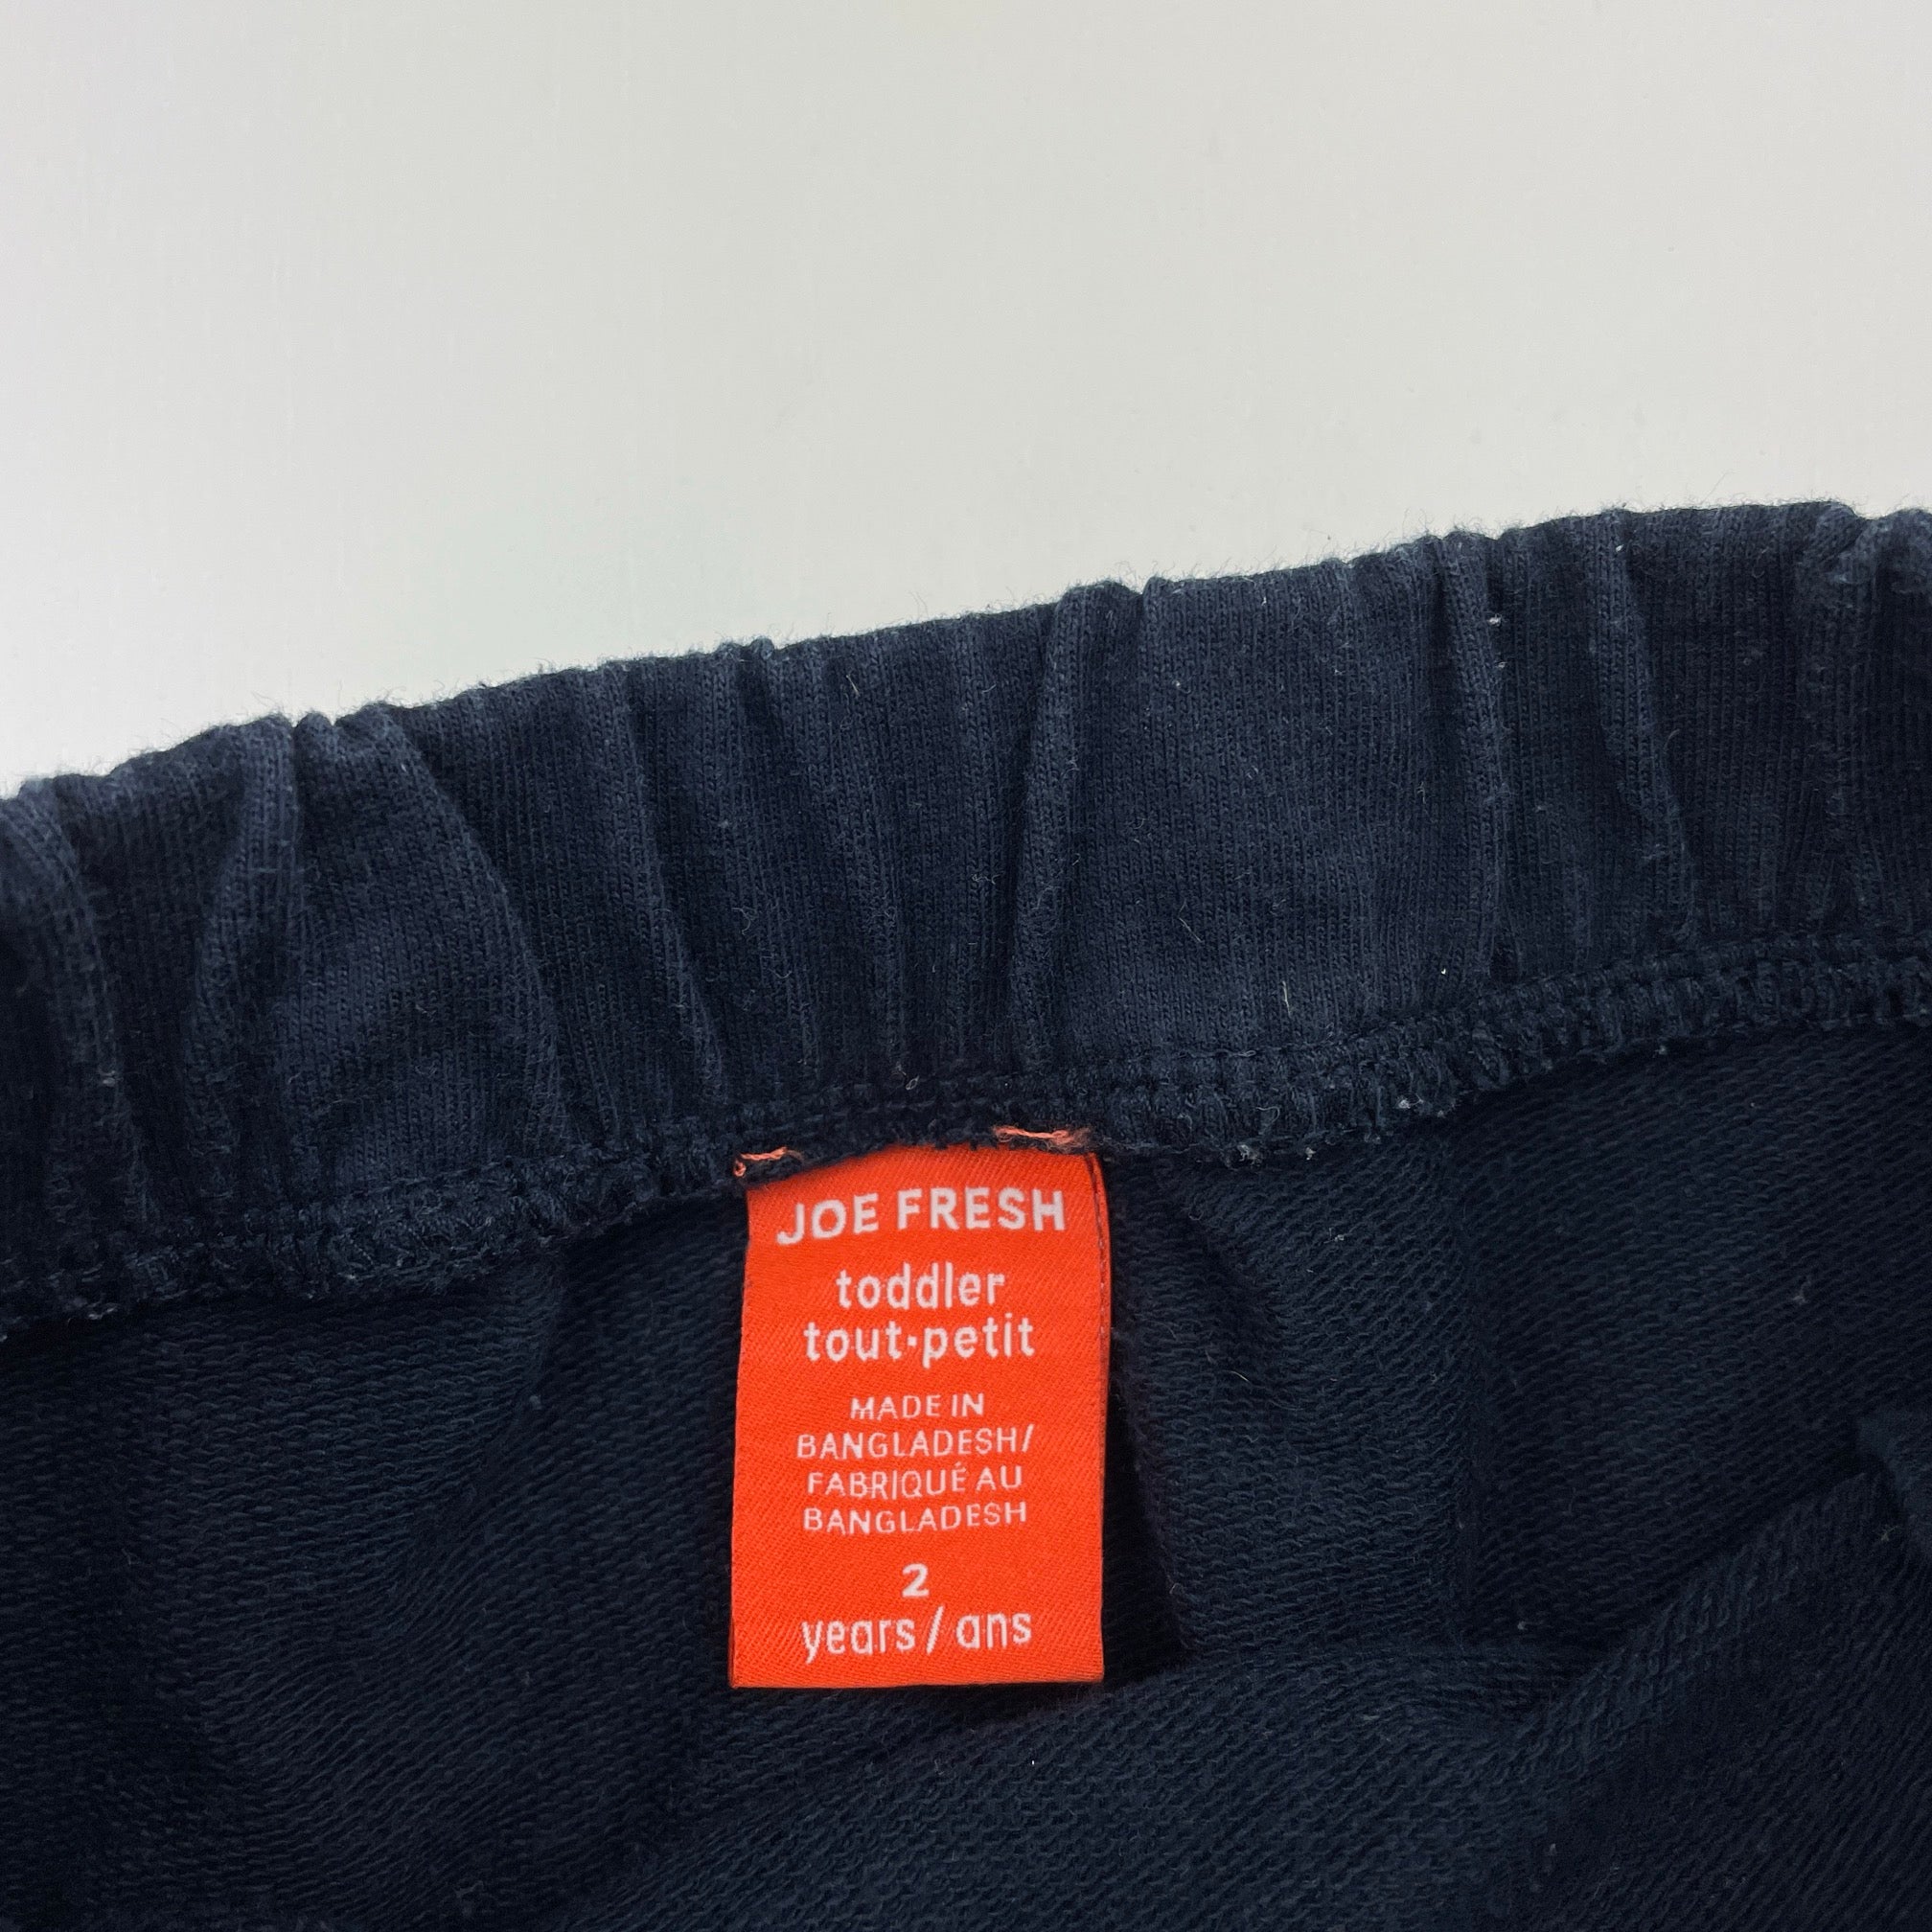 JOE FRESH
toddler
tout·petit
MADE IN
BANGLADESH/
FABRIQUÉ AU
BANGLADESH
2
years/ans